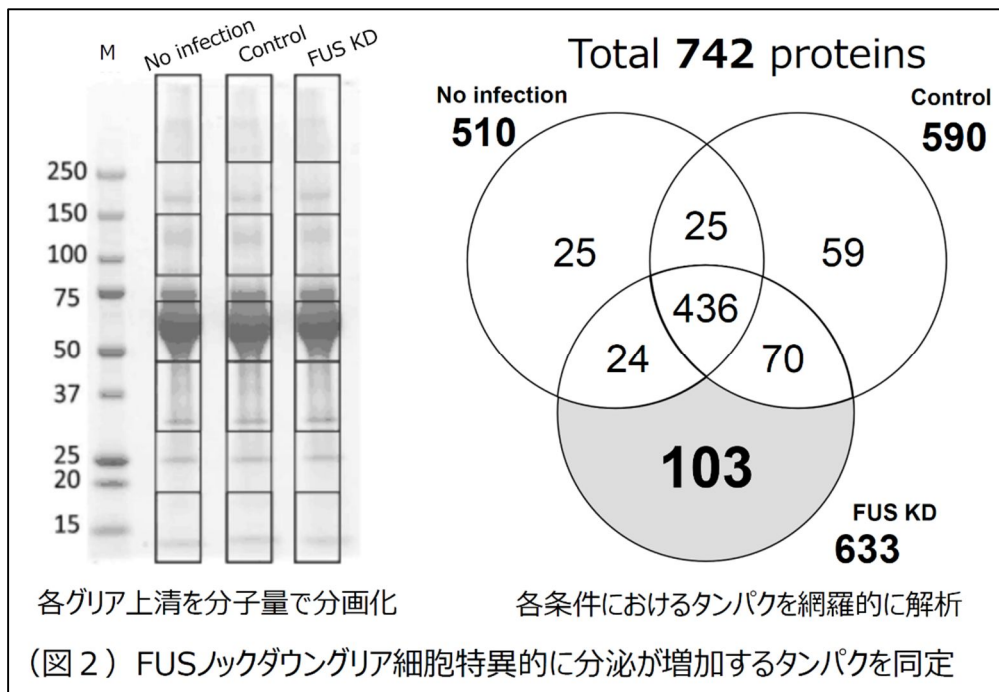 M
No infection
Control
FUS KD
250
150
100
75
50
37
25
20
15
各グリア上清を分子量で分画化
Total 742 proteins
No infection
510
Control
590
25
25
59
436
24
70
103
FUS KD
633
各条件におけるタンパクを網羅的に解析
（図２）FUSノックダウングリア細胞特異的に分泌が増加するタンパクを同定